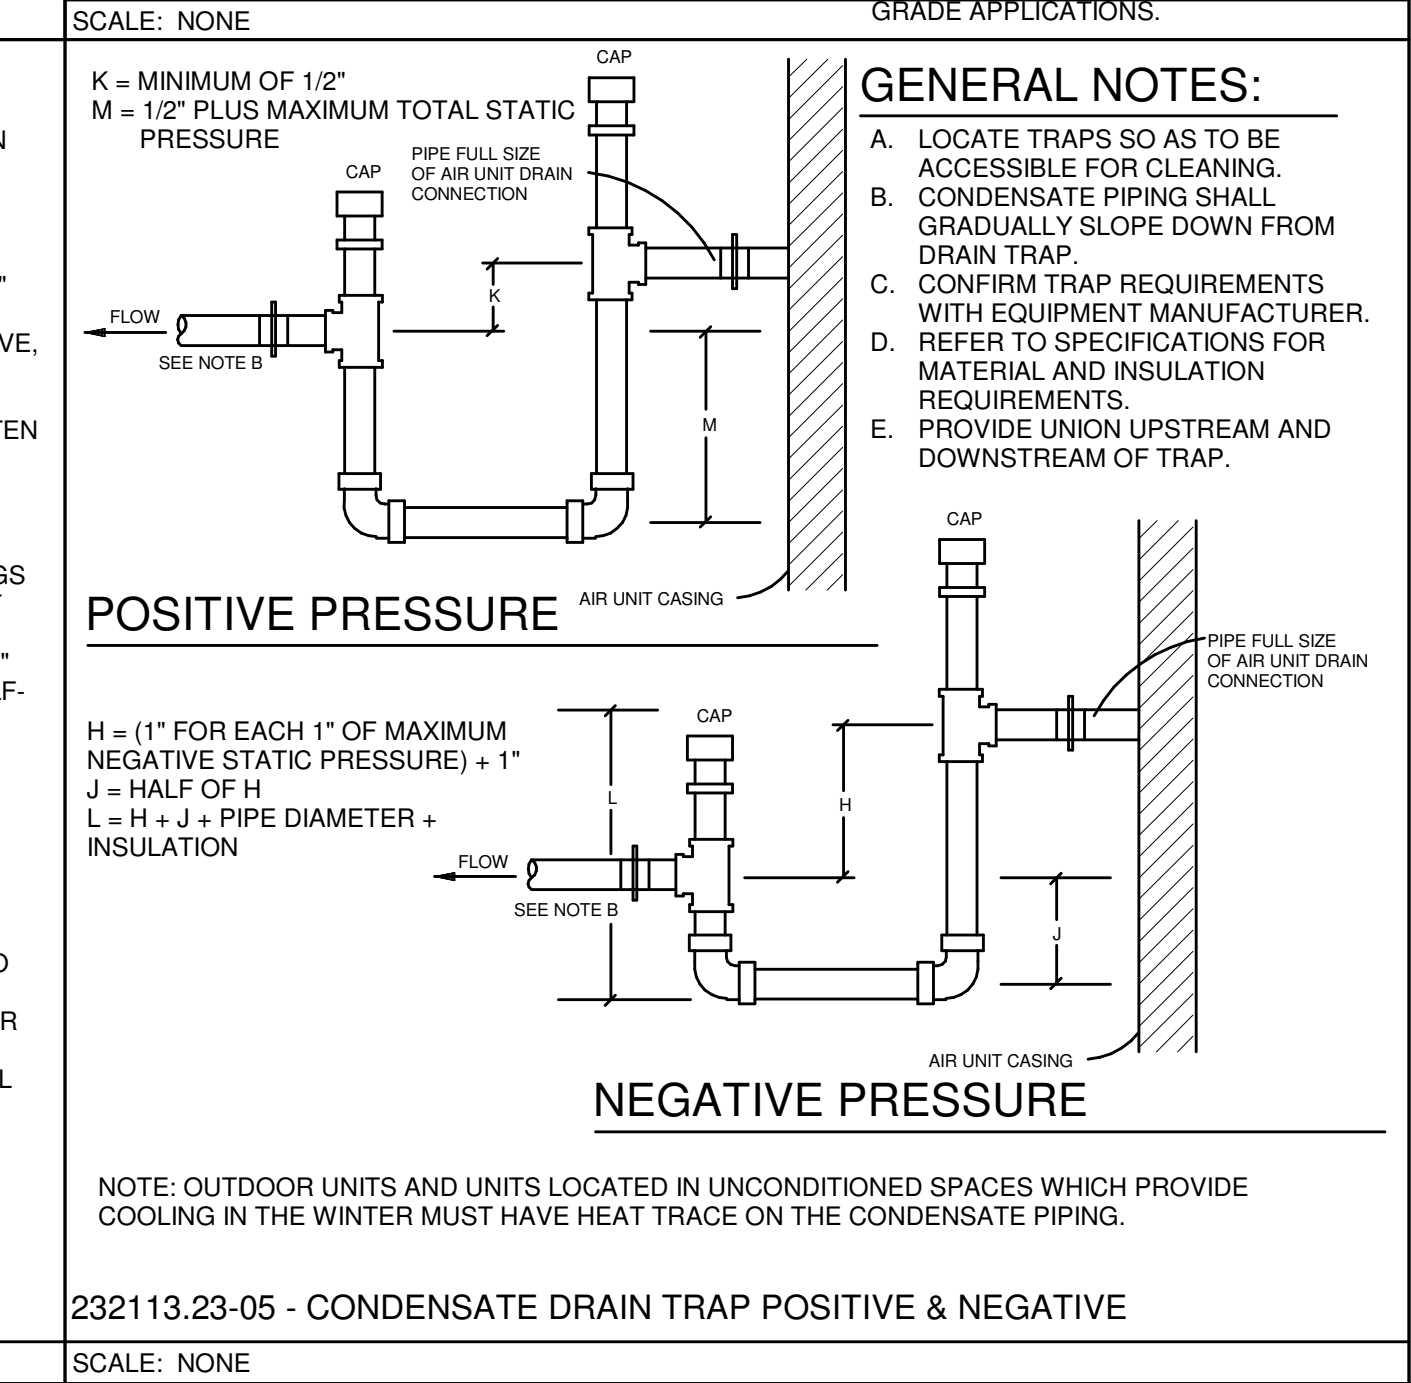 SCALE: NONE
GRADE APPLICATIONS.
N
"
VE,
TEN
GS
"
F-
O
R
L
K = MINIMUM OF 1/2"
M = 1/2" PLUS MAXIMUM TOTAL STATIC
PRESSURE
CAP
CAP
PIPE FULL SIZE
OF AIR UNIT DRAIN
CONNECTION
K
FLOW
SEE NOTE B
M
AIR UNIT CASING
POSITIVE PRESSURE
GENERAL NOTES:
A. LOCATE TRAPS SO AS TO BE
ACCESSIBLE FOR CLEANING.
B. CONDENSATE PIPING SHALL
GRADUALLY SLOPE DOWN FROM
DRAIN TRAP.
C. CONFIRM TRAP REQUIREMENTS
WITH EQUIPMENT MANUFACTURER.
D. REFER TO SPECIFICATIONS FOR
MATERIAL AND INSULATION
REQUIREMENTS.
E. PROVIDE UNION UPSTREAM AND
DOWNSTREAM OF TRAP.
H = (1" FOR EACH 1" OF MAXIMUM
NEGATIVE STATIC PRESSURE) + 1"
J = HALF OF H
L = H + J + PIPE DIAMETER +
INSULATION
CAP
CAP
PIPE FULL SIZE
OF AIR UNIT DRAIN
CONNECTION
L
H
FLOW
SEE NOTE B
J
AIR UNIT CASING
NEGATIVE PRESSURE
NOTE: OUTDOOR UNITS AND UNITS LOCATED IN UNCONDITIONED SPACES WHICH PROVIDE
COOLING IN THE WINTER MUST HAVE HEAT TRACE ON THE CONDENSATE PIPING.
232113.23-05 - CONDENSATE DRAIN TRAP POSITIVE & NEGATIVE
SCALE: NONE